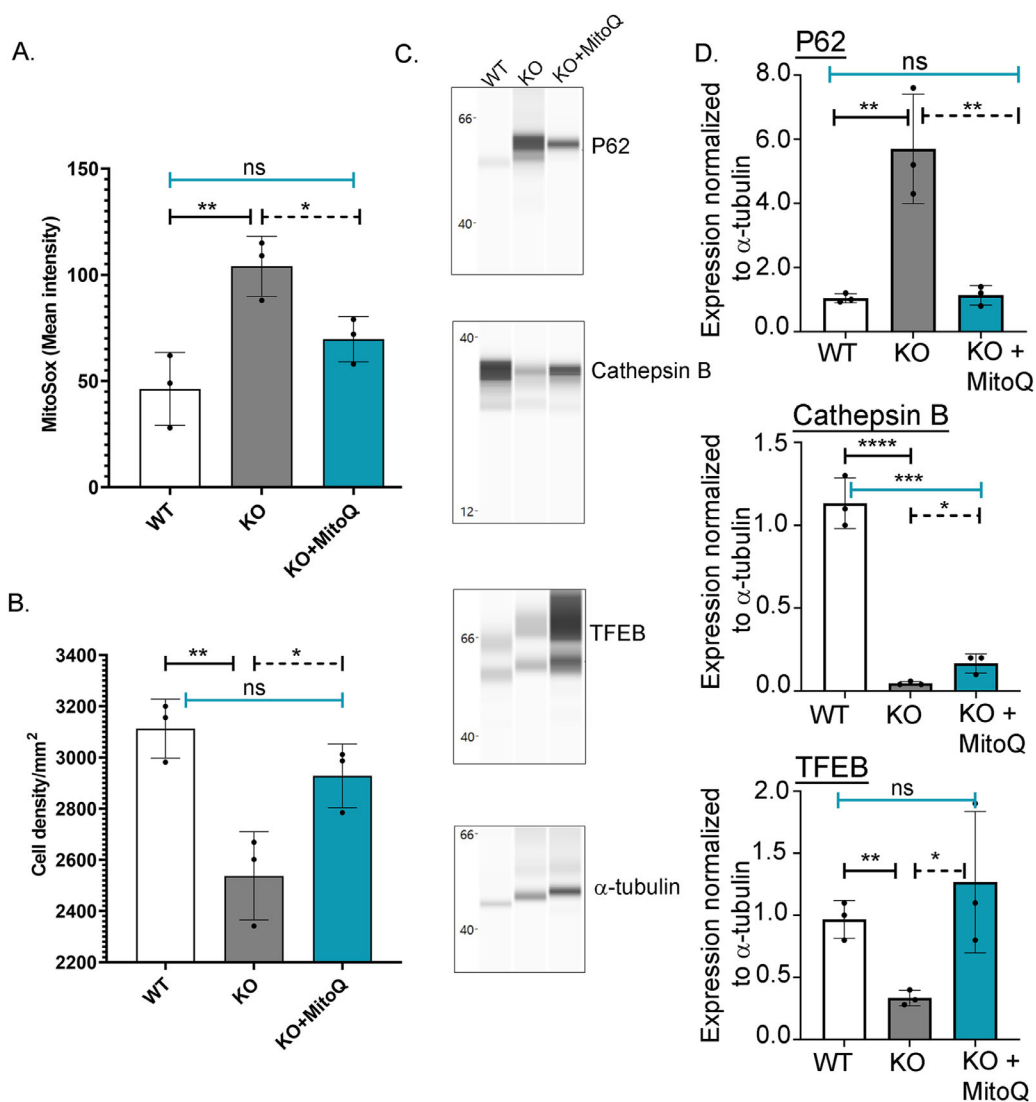 A.
MitoSox (Mean intensity)
150
100
50
0
ns
**
*
WT
KO
KO+MitoQ
B.
Cell density/mm²
3400
3200
3000
2800
2600
2400
2200
**
*
ns
WT
KO
KO+MitoQ
C.
WT
KO
KO+MitoQ
66
40
P62
40
12
Cathepsin B
66
40
TFEB
66
40
α-tubulin
D.
P62
Expression normalized
to α-tubulin
8.0
6.0
4.0
2.0
0.0
ns
**
**
WT
KO
KO +
MitoQ
Cathepsin B
Expression normalized
to α-tubulin
1.5
1.0
0.5
0.0
****
***
*
WT
KO
KO +
MitoQ
TFEB
Expression normalized
to α-tubulin
2.0
1.5
1.0
0.5
0.0
ns
**
*
WT
KO
KO +
MitoQ